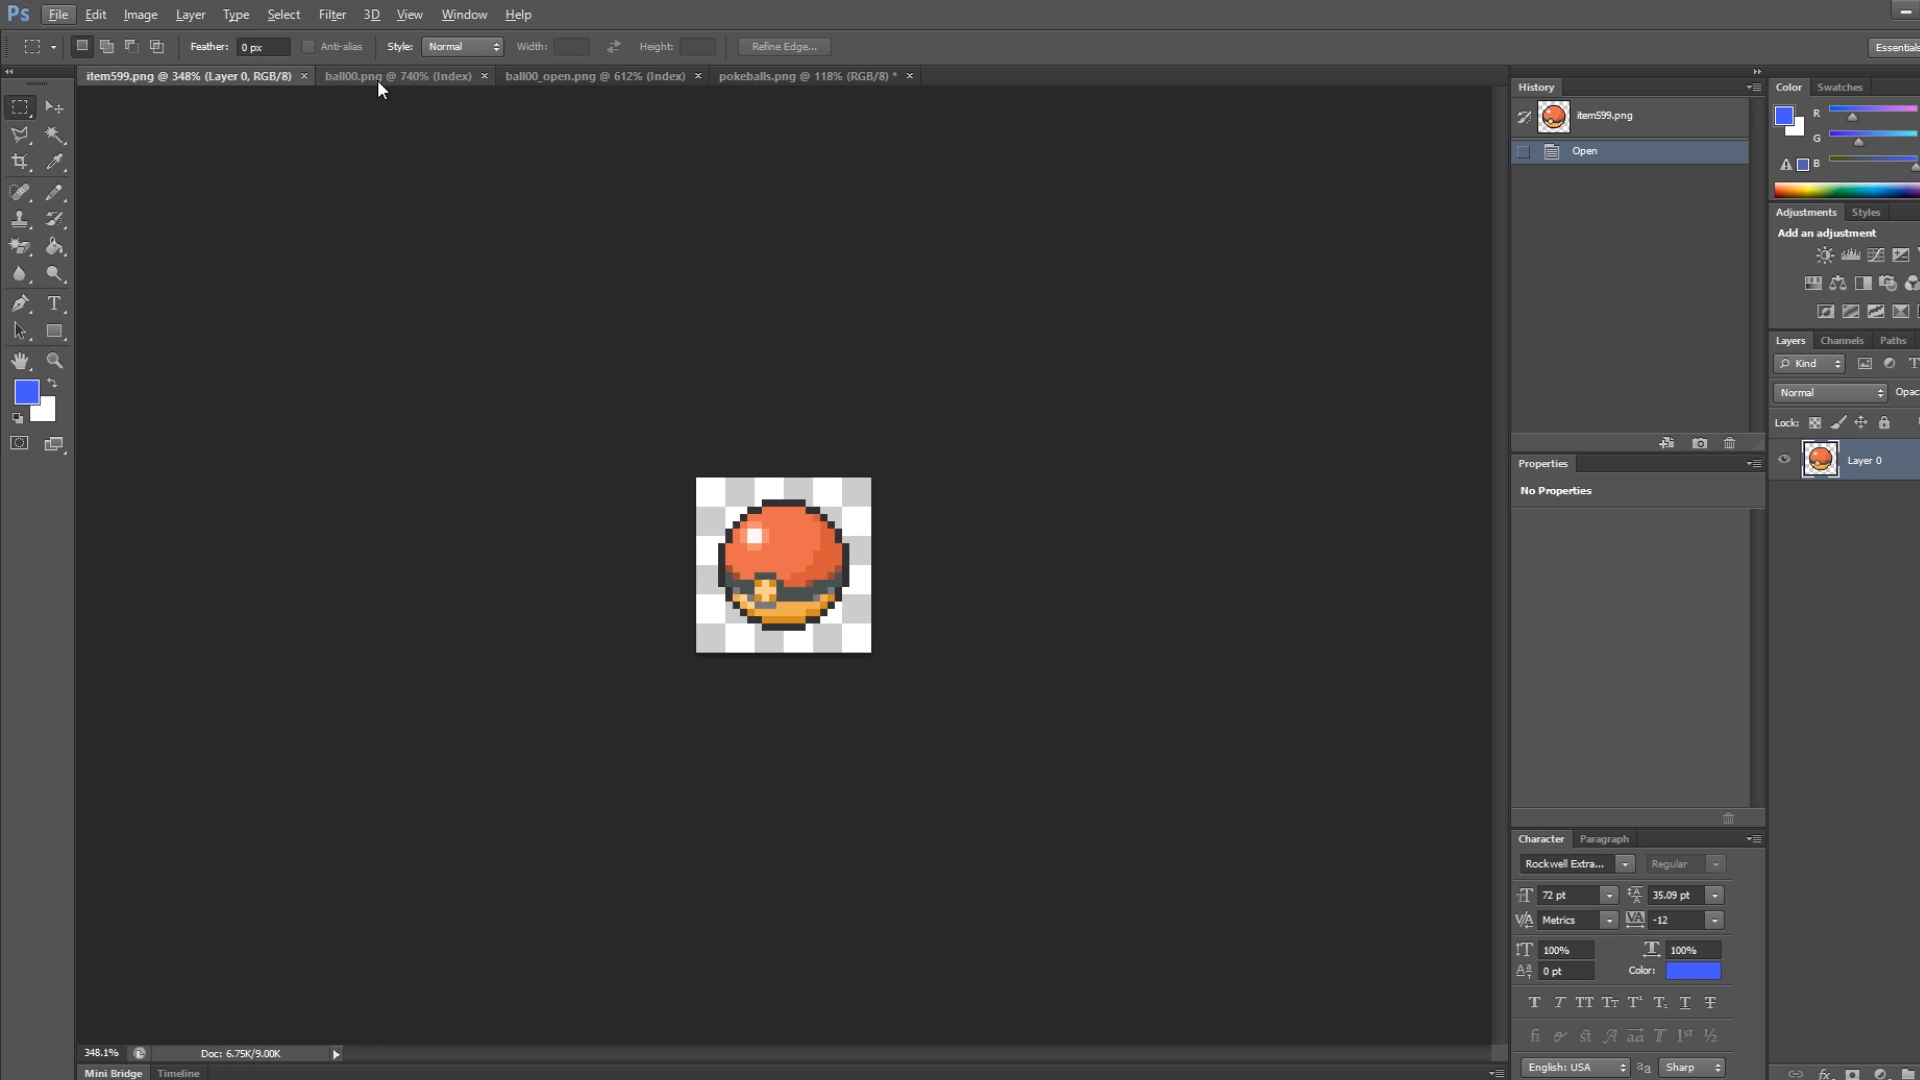 Ps File Edit Image Layer Type Select Filter 3D View Window Help
Feather: 0 px Anti-alias Style: Normal Width: Height: Refine Edge... Essentials
item599.png @ 348% (Layer 0, RGB/8) × ball00.png @ 740% (Index) × ball00_open.png @ 612% (Index) × pokeballs.png @ 118% (RGB/8) * ×
History
item599.png
Open
Color Swatches
R
G
B
Adjustments Styles
Add an adjustment
Layers Channels Paths
Kind
Normal Opac
Lock:
Layer 0
Properties
No Properties
Character Paragraph
Rockwell Extra... Regular
72 pt 35.09 pt
Metrics -12
100% 100%
0 pt Color:
English: USA aa Sharp
348.1% Doc: 6.75K/9.00K
Mini Bridge Timeline